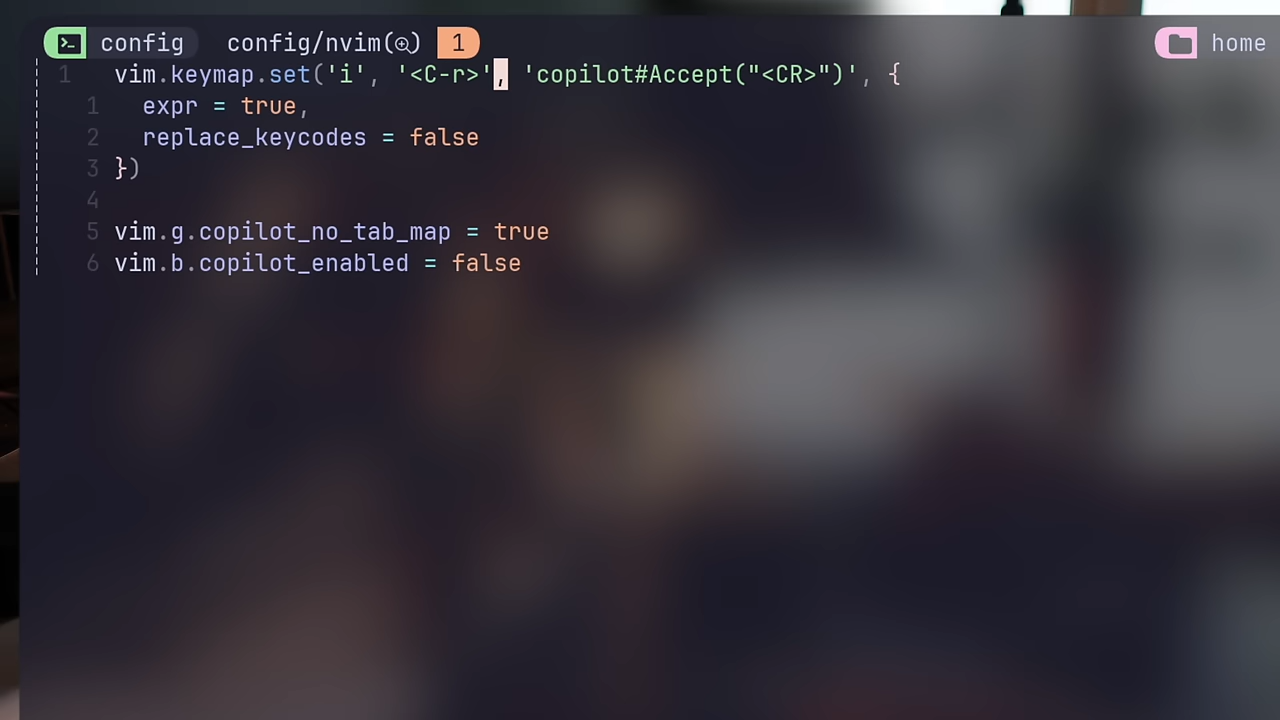 config config/nvim() 1 home
1 vim.keymap.set('i', '<C-r>', 'copilot#Accept("<CR>")', {
1 expr = true,
2 replace_keycodes = false
3 })
4
5 vim.g.copilot_no_tab_map = true
6 vim.b.copilot_enabled = false